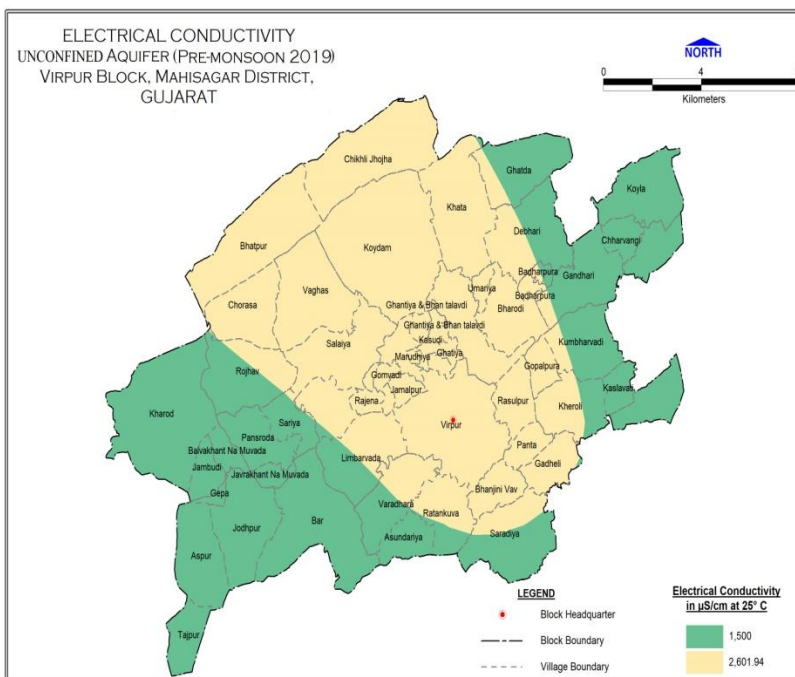 ELECTRICAL CONDUCTIVITY
UNCONFINED AQUIFER (PRE-MONSOON 2019)
VIRPUR BLOCK, MAHISAGAR DISTRICT,
GUJARAT
NORTH
0 4
Kilometers
Chikhli Jhojha
Ghatda
Koyla
Khata
Debhari
Chharvangi
Bhatpur
Koydam
Badharpura
Gandhari
Vaghas
Umariya
Chorasa
Ghantiya & Bhan talavdi
Badharpura
Bharodi
Ghantiya & Bhan talavdi
Salaiya
Kasudi
Kumbharvadi
Marudhiya
Ghatiya
Gopalpura
Rojhav
Gomvadi
Jamalpur
Kaslavati
Kharod
Rajena
Rasulpur
Kheroli
Sariya
Virpur
Pansroda
Panta
Balvakhant Na Muvada
Limbarvada
Gadheli
Jambudi
Javrakhant Na Muvada
Bhanjini Vav
Gepa
Varadhara
Ratankuva
Jodhpur
Bar
Asundariya
Saradiya
Aspur
Tajpur
LEGEND
Block Headquarter
Block Boundary
Village Boundary
Electrical Conductivity
in µS/cm at 25° C
1,500
2,601.94